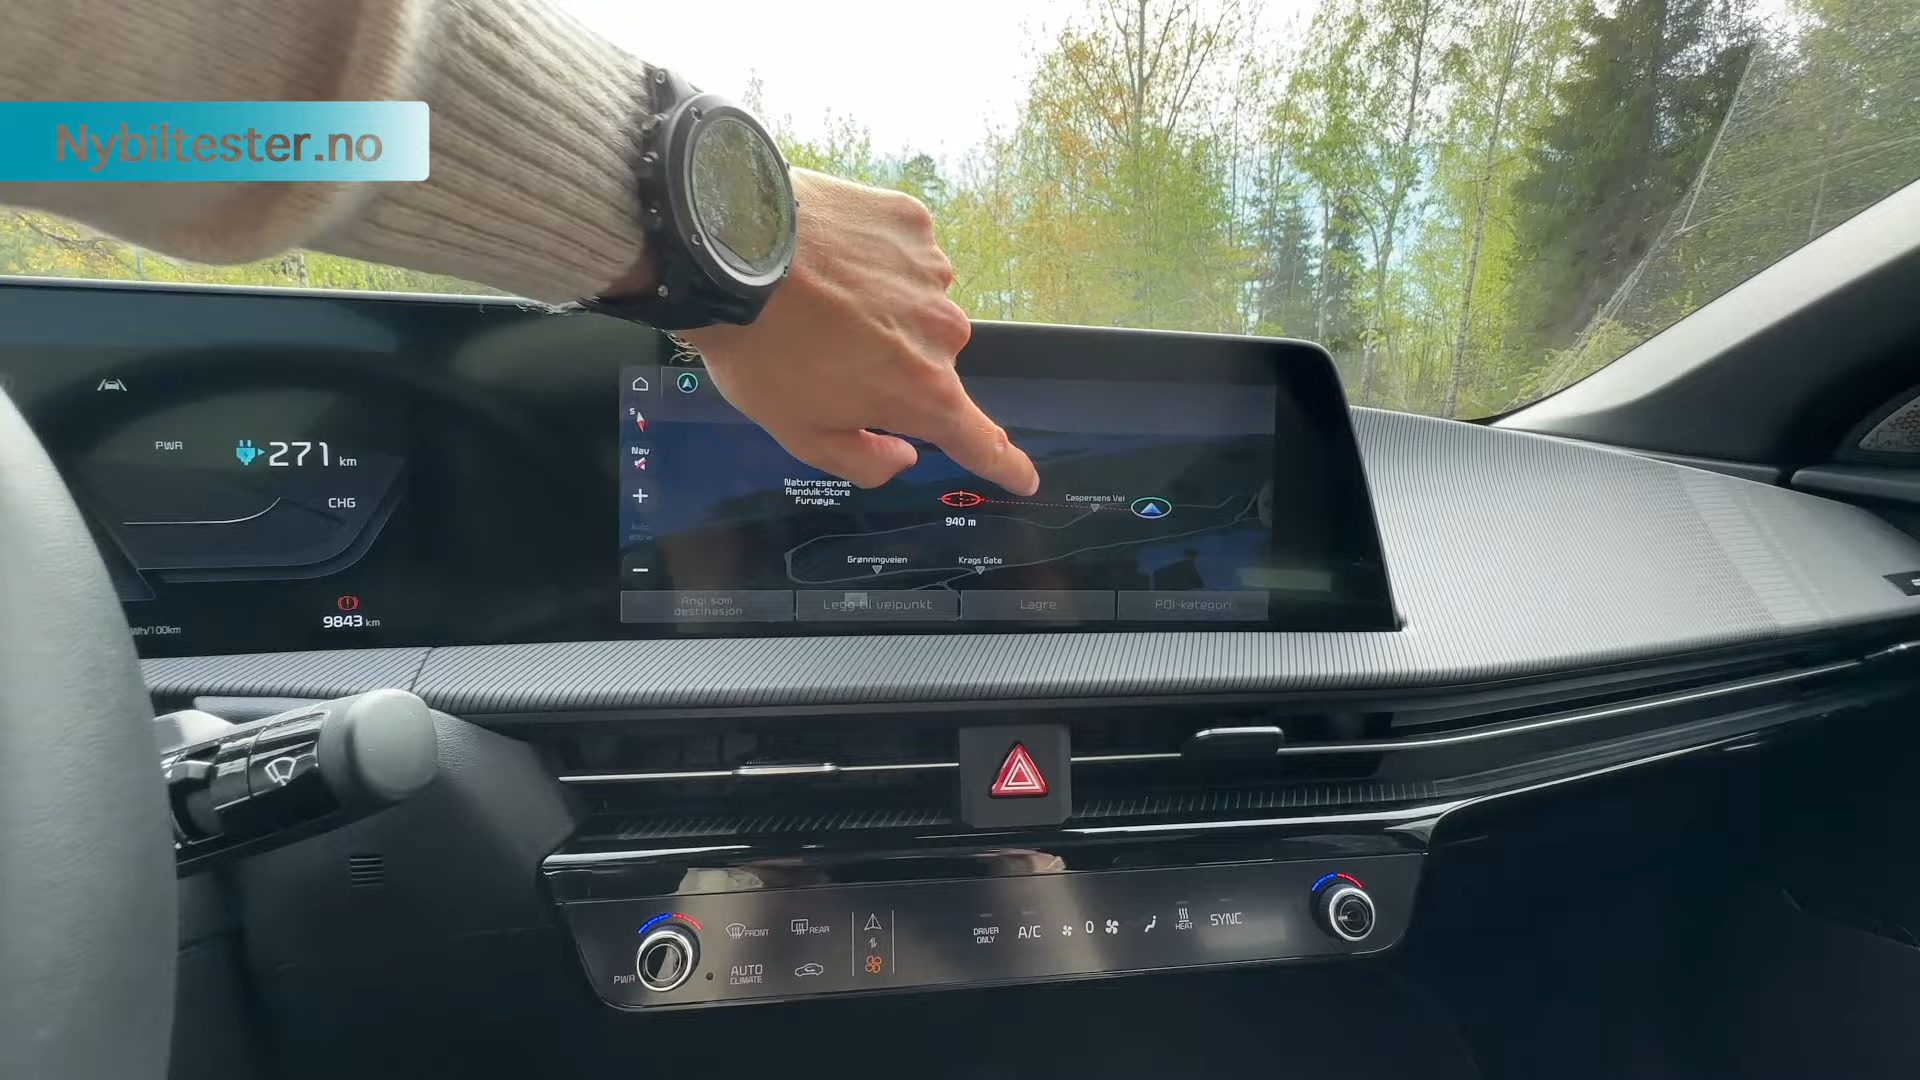 Nybiltester.no
S
Nav
Auto
PWR
271 km
CHG
Naturreservat
Randvik-Store
Furuøya...
940 m
Caspersens Vei
Grønningveien
Krags Gate
9843 km
Wh/100km
Angi som
destinasjon
Legg til veipunkt
Lagre
POI-kategori
FRONT
REAR
DRIVER
ONLY
A/C
0
HEAT
SYNC
PWR
AUTO
CLIMATE